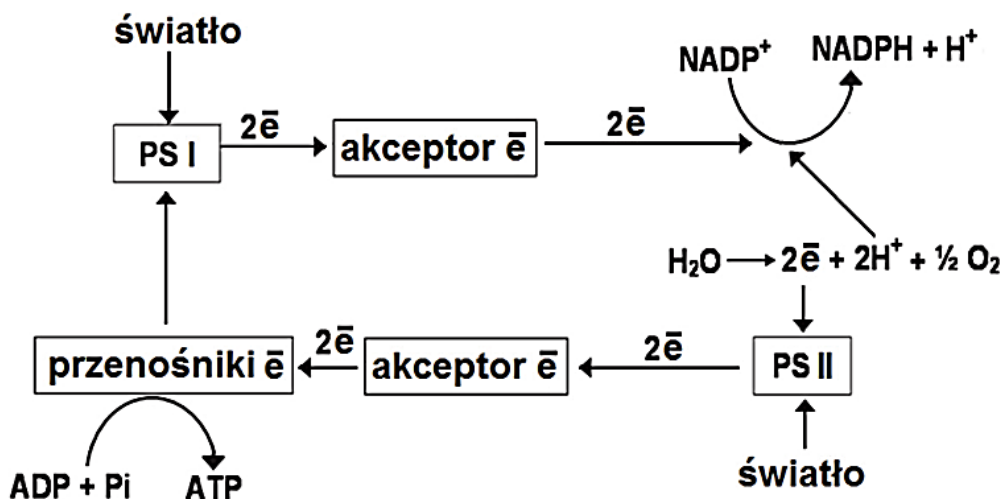 światło
NADP⁺
NADPH + H⁺
PS I
2ē
akceptor ē
2ē
H₂O → 2ē + 2H⁺ + ½ O₂
przenośniki ē
2ē
akceptor ē
2ē
PS II
ADP + Pi
ATP
światło